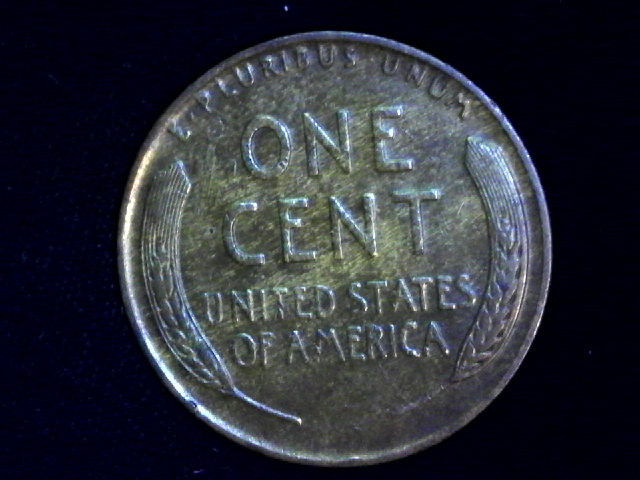 E·PLURIBUS·UNUM
ONE
CENT
UNITED STATES
OF AMERICA